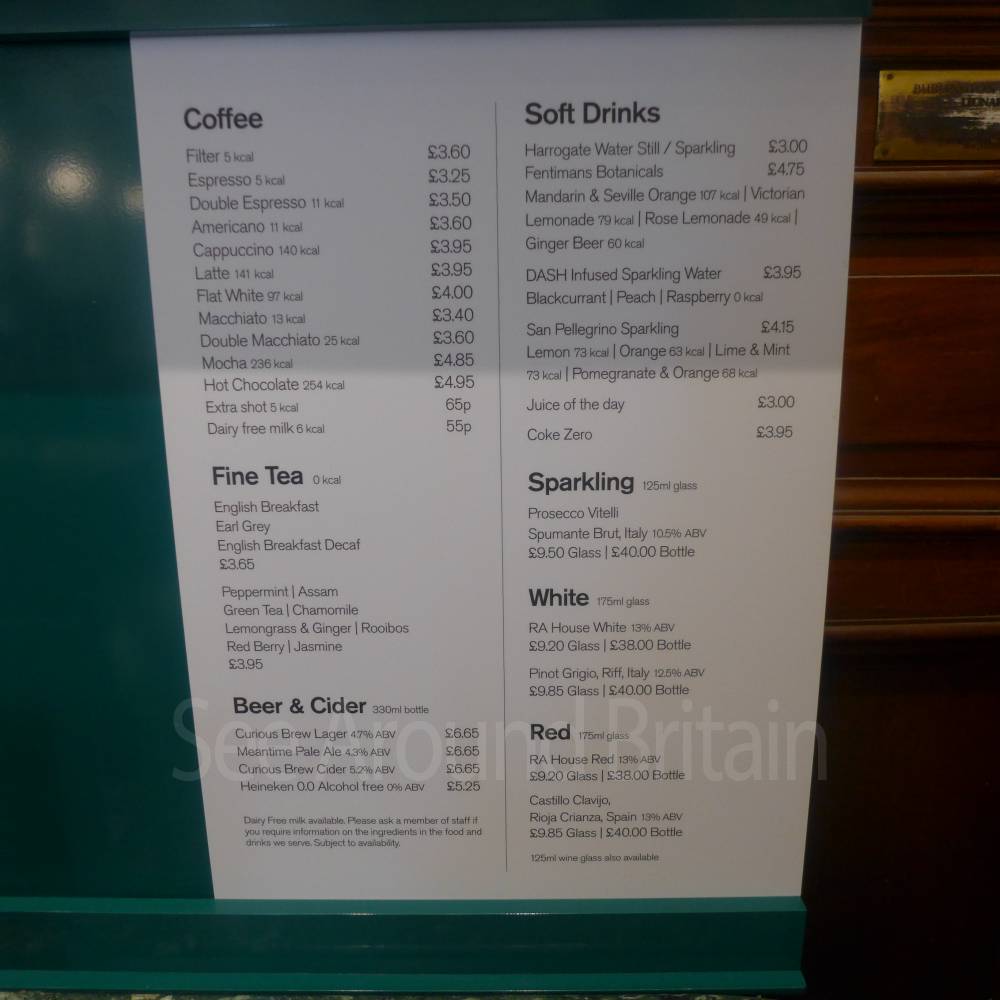 Coffee
Filter 5 kcal £3.60
Espresso 5 kcal £3.25
Double Espresso 11 kcal £3.50
Americano 11 kcal £3.60
Cappuccino 140 kcal £3.95
Latte 141 kcal £3.95
Flat White 97 kcal £4.00
Macchiato 13 kcal £3.40
Double Macchiato 25 kcal £3.60
Mocha 236 kcal £4.85
Hot Chocolate 254 kcal £4.95
Extra shot 5 kcal 65p
Dairy free milk 6 kcal 55p
Fine Tea 0 kcal
English Breakfast
Earl Grey
English Breakfast Decaf
£3.65
Peppermint | Assam
Green Tea | Chamomile
Lemongrass & Ginger | Rooibos
Red Berry | Jasmine
£3.95
Beer & Cider 330ml bottle
Curious Brew Lager 4.7% ABV £6.65
Meantime Pale Ale 4.3% ABV £6.65
Curious Brew Cider 5.2% ABV £6.65
Heineken 0.0 Alcohol free 0% ABV £5.25
Dairy Free milk available. Please ask a member of staff if
you require information on the ingredients in the food and
drinks we serve. Subject to availability.
Soft Drinks
Harrogate Water Still / Sparkling £3.00
Fentimans Botanicals £4.75
Mandarin & Seville Orange 107 kcal | Victorian
Lemonade 79 kcal | Rose Lemonade 49 kcal |
Ginger Beer 60 kcal
DASH Infused Sparkling Water £3.95
Blackcurrant | Peach | Raspberry 0 kcal
San Pellegrino Sparkling £4.15
Lemon 73 kcal | Orange 63 kcal | Lime & Mint
73 kcal | Pomegranate & Orange 68 kcal
Juice of the day £3.00
Coke Zero £3.95
Sparkling 125ml glass
Prosecco Vitelli
Spumante Brut, Italy 10.5% ABV
£9.50 Glass | £40.00 Bottle
White 175ml glass
RA House White 13% ABV
£9.20 Glass | £38.00 Bottle
Pinot Grigio, Riff, Italy 12.5% ABV
£9.85 Glass | £40.00 Bottle
Red 175ml glass
RA House Red 13% ABV
£9.20 Glass | £38.00 Bottle
Castillo Clavijo,
Rioja Crianza, Spain 13% ABV
£9.85 Glass | £40.00 Bottle
125ml wine glass also available
See Around Britain